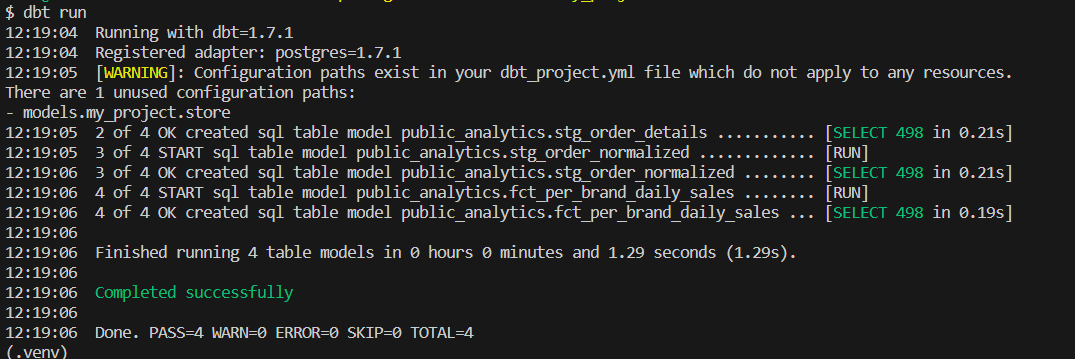 $ dbt run
12:19:04  Running with dbt=1.7.1
12:19:04  Registered adapter: postgres=1.7.1
12:19:05  [WARNING]: Configuration paths exist in your dbt_project.yml file which do not apply to any resources.
There are 1 unused configuration paths:
- models.my_project.store
12:19:05  2 of 4 OK created sql table model public_analytics.stg_order_details ........... [SELECT 498 in 0.21s]
12:19:05  3 of 4 START sql table model public_analytics.stg_order_normalized ............. [RUN]
12:19:06  3 of 4 OK created sql table model public_analytics.stg_order_normalized ........ [SELECT 498 in 0.21s]
12:19:06  4 of 4 START sql table model public_analytics.fct_per_brand_daily_sales ........ [RUN]
12:19:06  4 of 4 OK created sql table model public_analytics.fct_per_brand_daily_sales ... [SELECT 498 in 0.19s]
12:19:06
12:19:06  Finished running 4 table models in 0 hours 0 minutes and 1.29 seconds (1.29s).
12:19:06
12:19:06  Completed successfully
12:19:06
12:19:06  Done. PASS=4 WARN=0 ERROR=0 SKIP=0 TOTAL=4
(.venv)